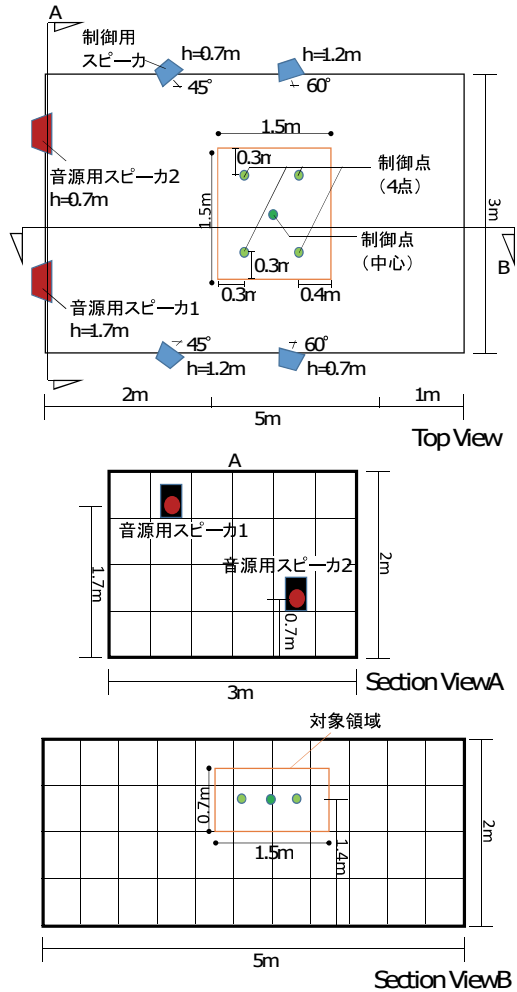 A
制御用
スピーカ
h=0.7m
h=1.2m
45°
60°
1.5m
0.3m
音源用スピーカ2
h=0.7m
1.5m
制御点
(4点)
3m
制御点
(中心)
B
0.3m
0.3m
0.4m
音源用スピーカ1
h=1.7m
45°
h=1.2m
60°
h=0.7m
2m
5m
1m
Top View
A
音源用スピーカ1
音源用スピーカ2
1.7m
0.7m
2m
3m
Section ViewA
対象領域
0.7m
1.5m
1.4m
2m
5m
Section ViewB